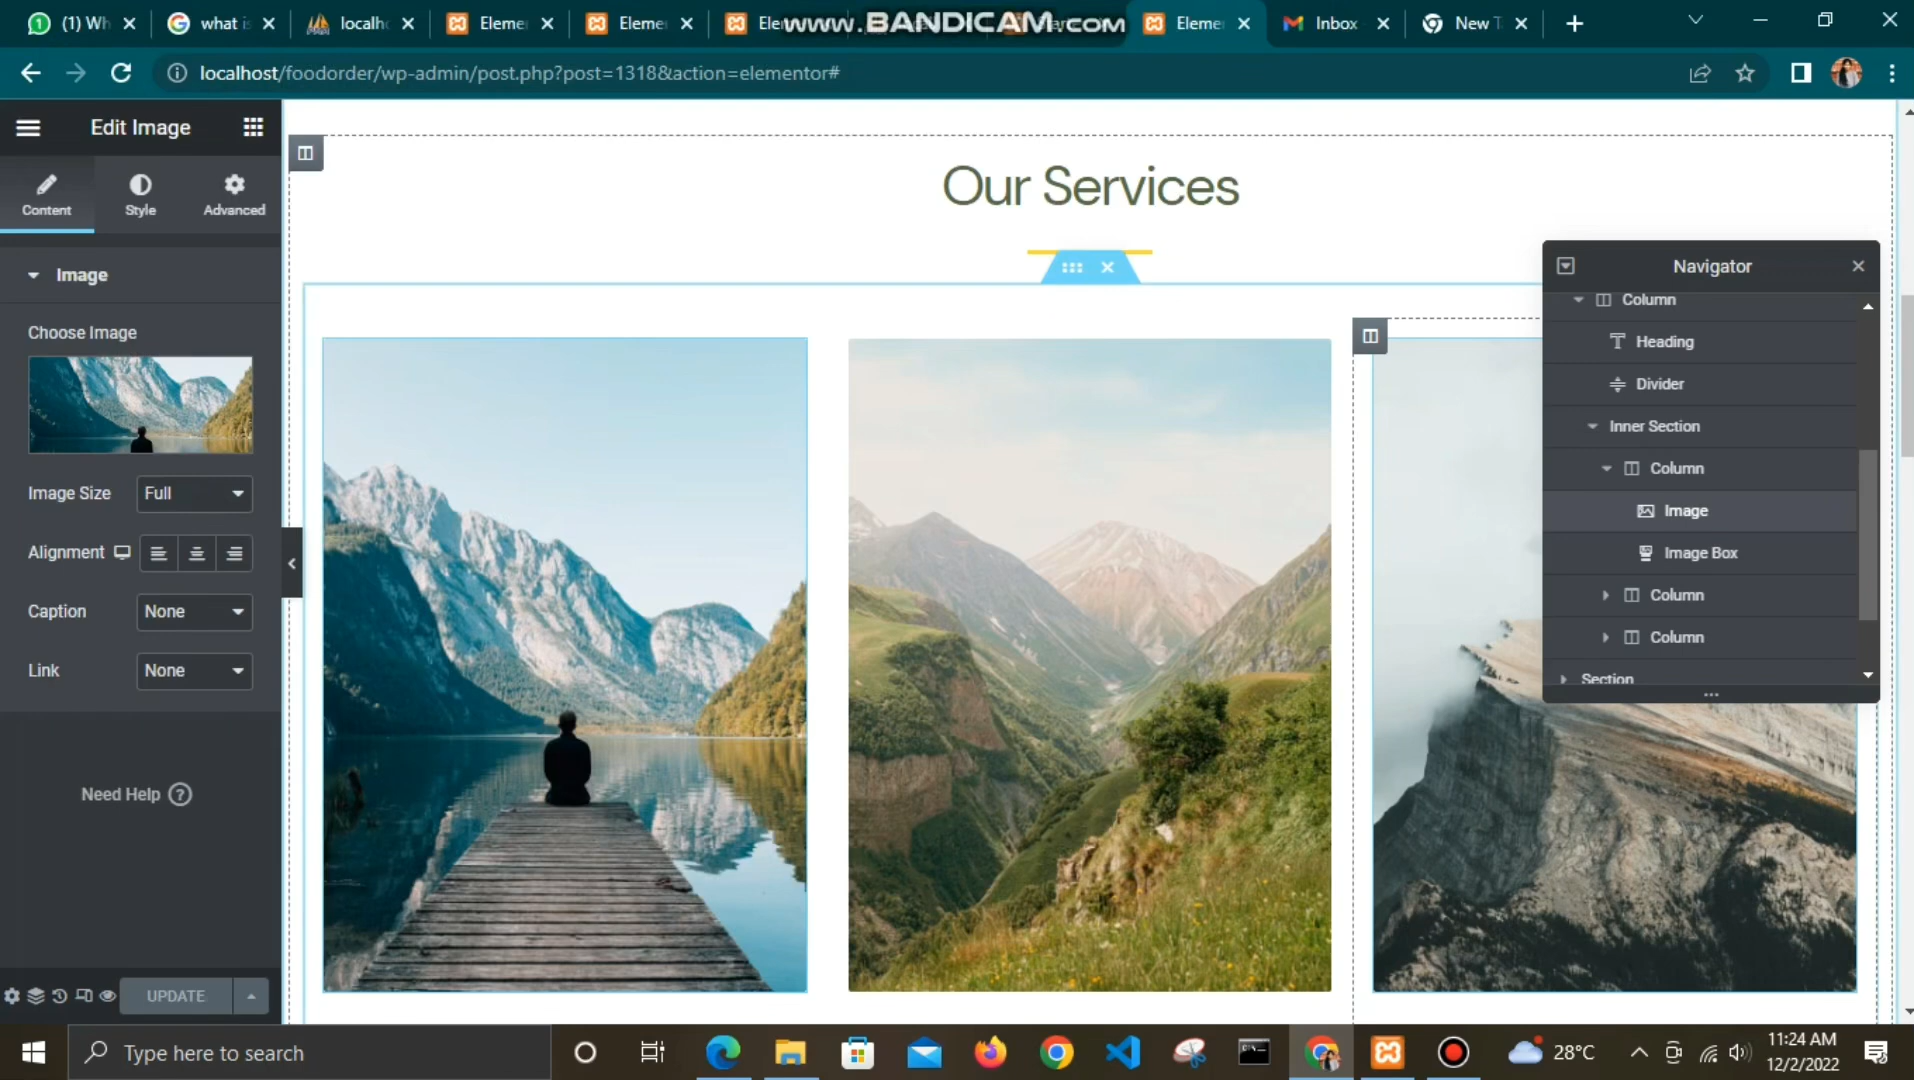 (1) Wh
what is
localh
Eleme
Eleme
Ele
www.BANDICAM.com
Eleme
Inbox
New T
localhost/foodorder/wp-admin/post.php?post=1318&action=elementor#
Edit Image
Content
Style
Advanced
Image
Choose Image
Image Size
Full
Alignment
Caption
None
Link
None
Need Help
UPDATE
Our Services
Navigator
Column
Heading
Divider
Inner Section
Column
Image
Image Box
Column
Column
Section
Type here to search
28°C
11:24 AM
12/2/2022